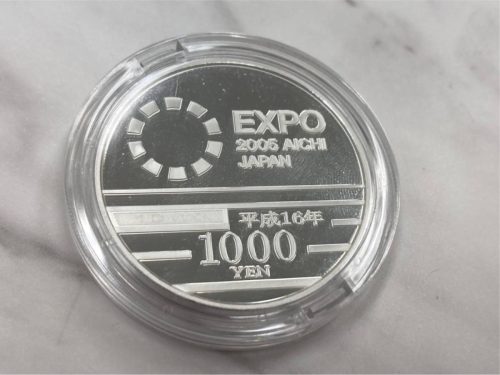 EXPO
2005 AICHI
JAPAN
平成16年
1000
YEN